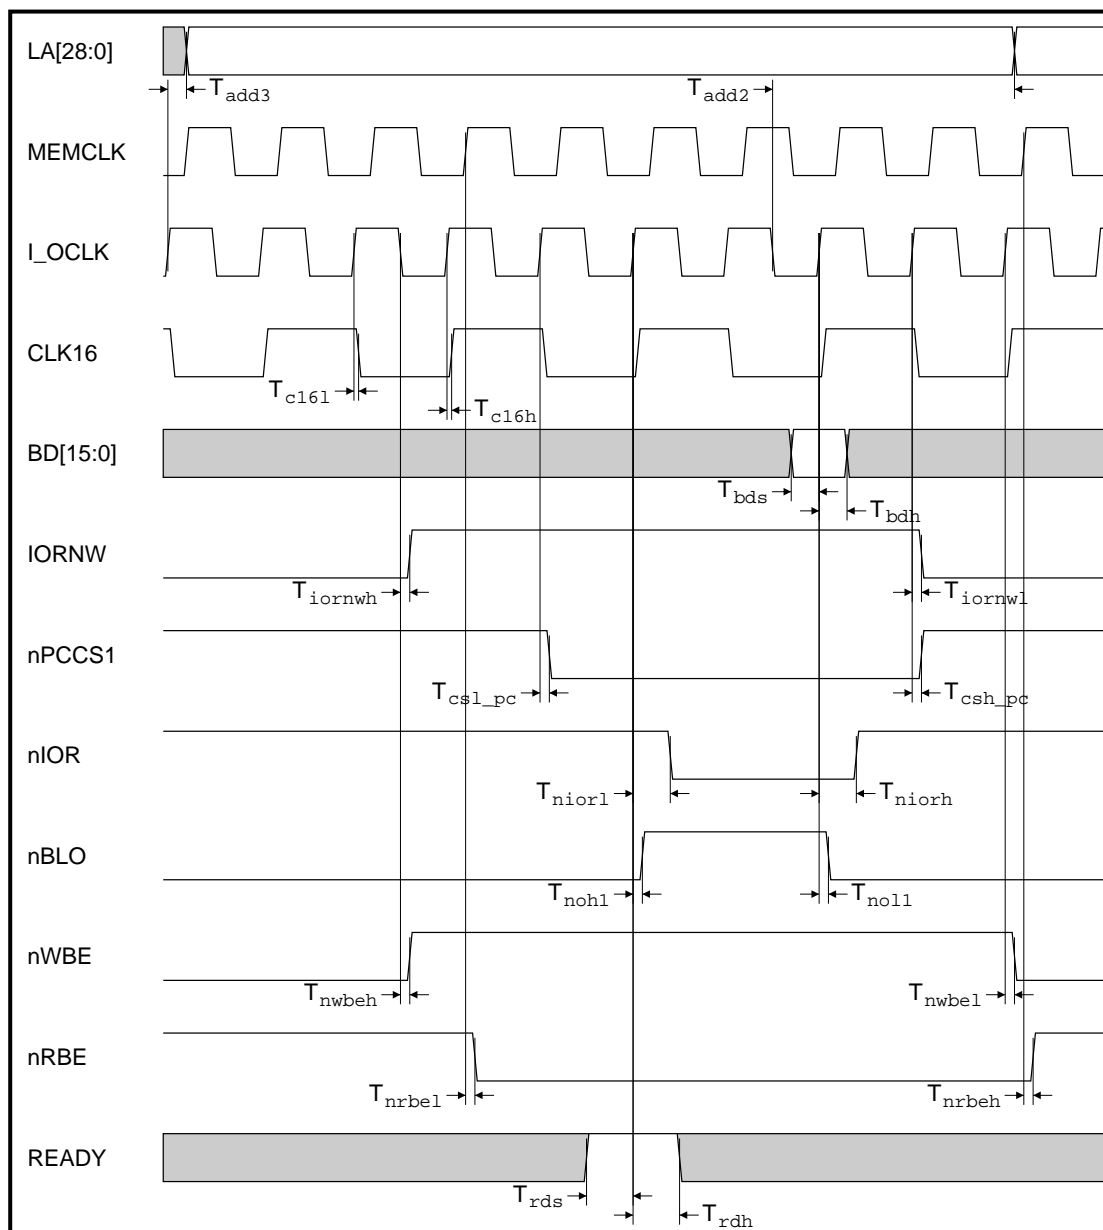 LA[28:0]
Tadd3
Tadd2
MEMCLK
I_OCLK
CLK16
Tc16l
Tc16h
BD[15:0]
Tbds
Tbdh
IORNW
Tiornwh
Tiornwl
nPCCS1
Tcsl_pc
Tcsh_pc
nIOR
Tniorl
Tniorh
nBLO
Tnoh1
Tnol1
nWBE
Tnwbeh
Tnwbel
nRBE
Tnrbel
Tnrbeh
READY
Trds
Trdh